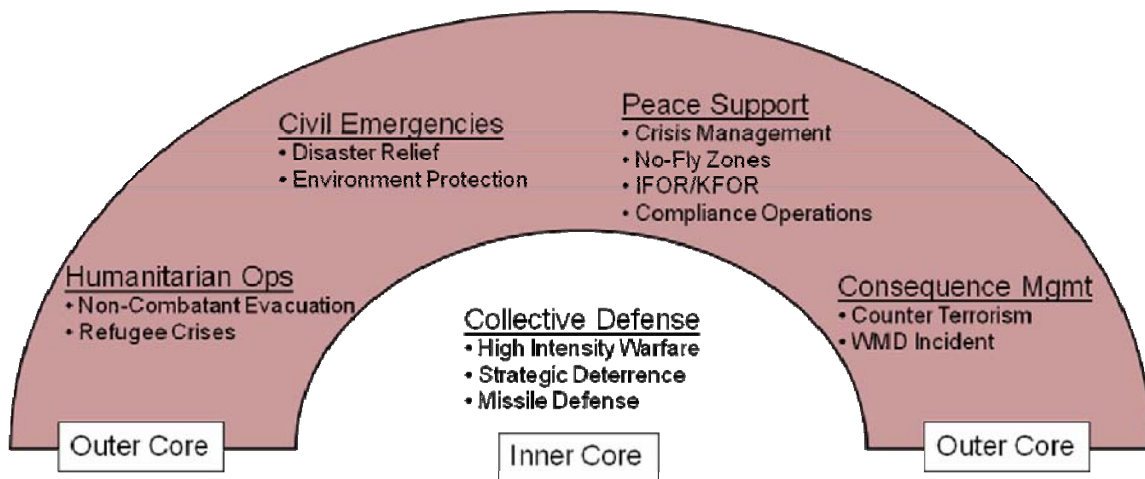 Civil Emergencies
• Disaster Relief
• Environment Protection
Peace Support
• Crisis Management
• No-Fly Zones
• IFOR/KFOR
• Compliance Operations
Humanitarian Ops
• Non-Combatant Evacuation
• Refugee Crises
Collective Defense
• High Intensity Warfare
• Strategic Deterrence
• Missile Defense
Consequence Mgmt
• Counter Terrorism
• WMD Incident
Outer Core
Inner Core
Outer Core